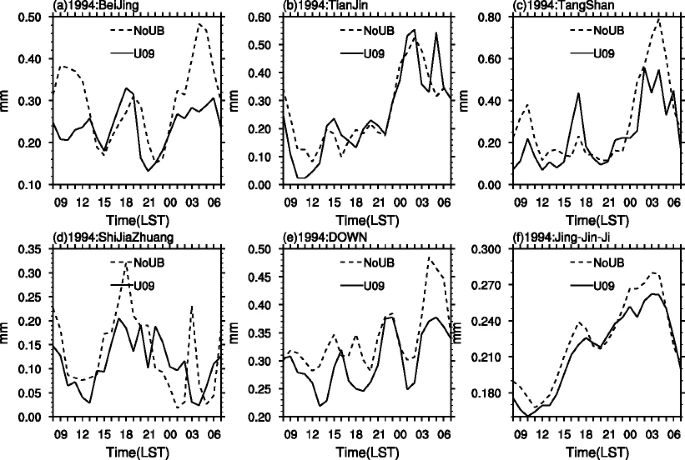 (a)1994:BeiJing
(b)1994:TianJin
(c)1994:TangShan
0.50
NoUB
U09
mm
0.40
0.30
0.20
0.10
09 12 15 18 21 00 03 06
Time(LST)
0.60
NoUB
U09
mm
0.50
0.40
0.30
0.20
0.10
0.00
09 12 15 18 21 00 03 06
Time(LST)
0.80
NoUB
U09
mm
0.60
0.40
0.20
0.00
09 12 15 18 21 00 03 06
Time(LST)
(d)1994:ShiJiaZhuang
(e)1994:DOWN
(f)1994:Jing-Jin-Ji
0.35
NoUB
U09
mm
0.30
0.25
0.20
0.15
0.10
0.05
0.00
09 12 15 18 21 00 03 06
Time(LST)
0.50
NoUB
U09
mm
0.45
0.40
0.35
0.30
0.25
0.20
09 12 15 18 21 00 03 06
Time(LST)
0.300
NoUB
U09
mm
0.270
0.240
0.210
0.180
09 12 15 18 21 00 03 06
Time(LST)